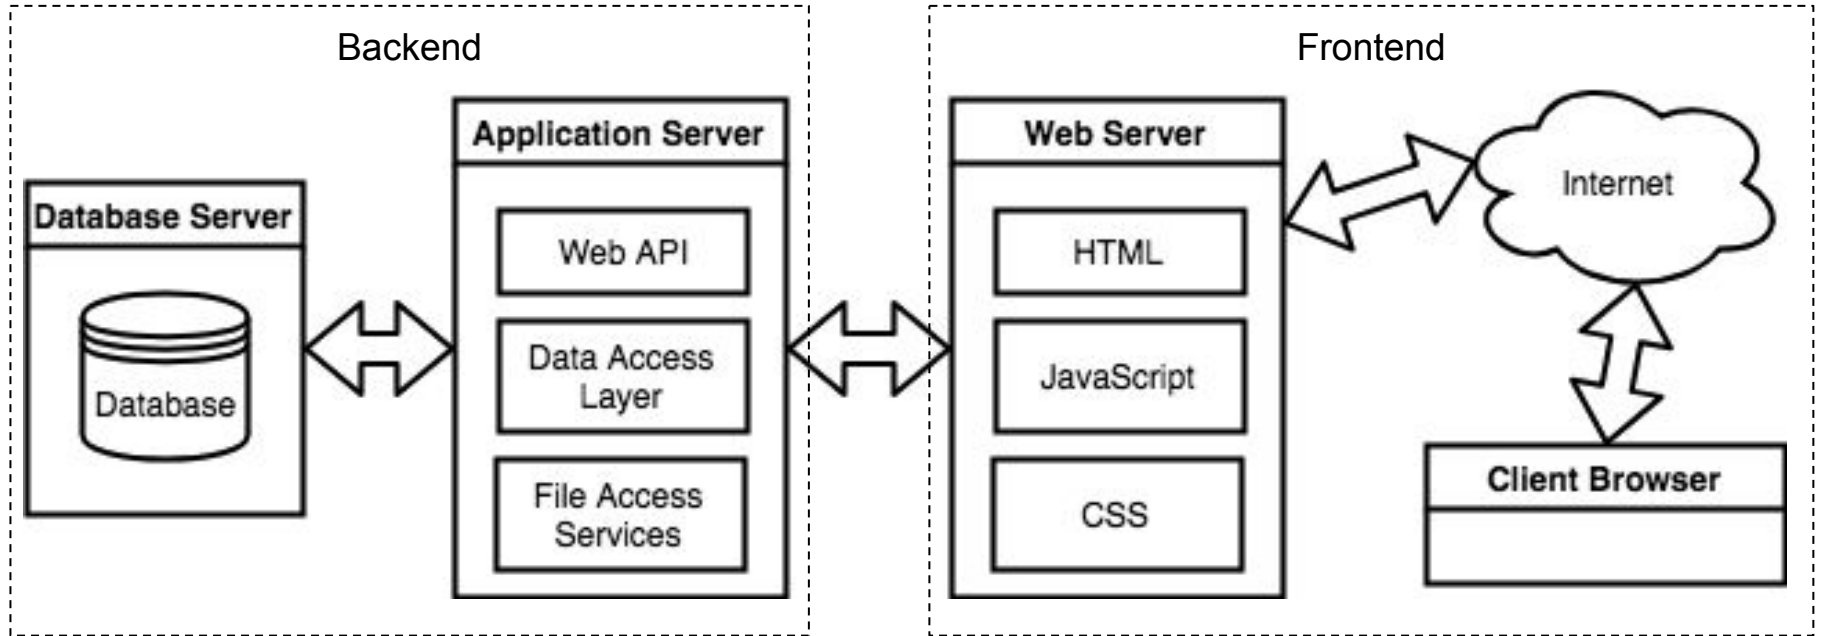 Backend
Database Server
Database
Application Server
Web API
Data Access
Layer
File Access
Services
Frontend
Web Server
HTML
JavaScript
CSS
Internet
Client Browser